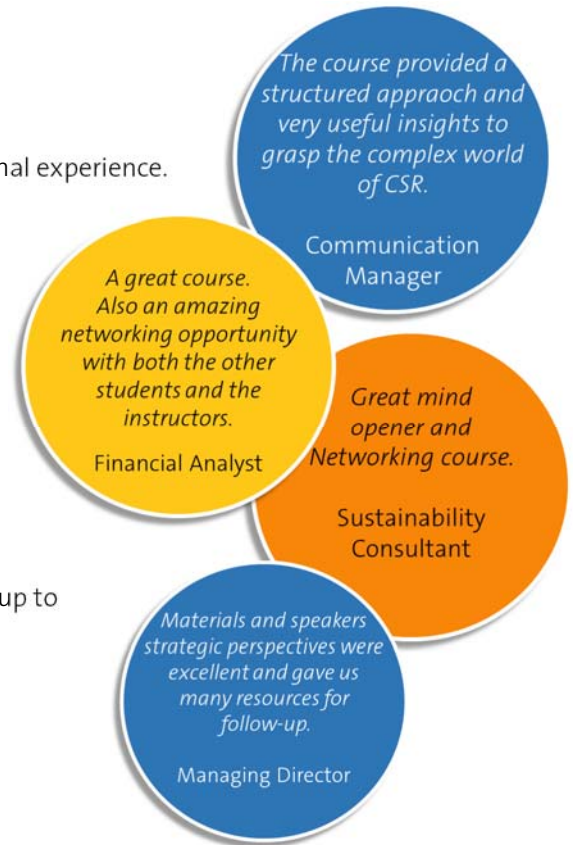 The course provided a
structured appraoch and
very useful insights to
grasp the complex world
of CSR.
Communication
Manager
nal experience.
A great course.
Also an amazing
networking opportunity
with both the other
students and the
instructors.
Financial Analyst
Great mind
opener and
Networking course.
Sustainability
Consultant
up to
Materials and speakers
strategic perspectives were
excellent and gave us
many resources for
follow-up.
Managing Director